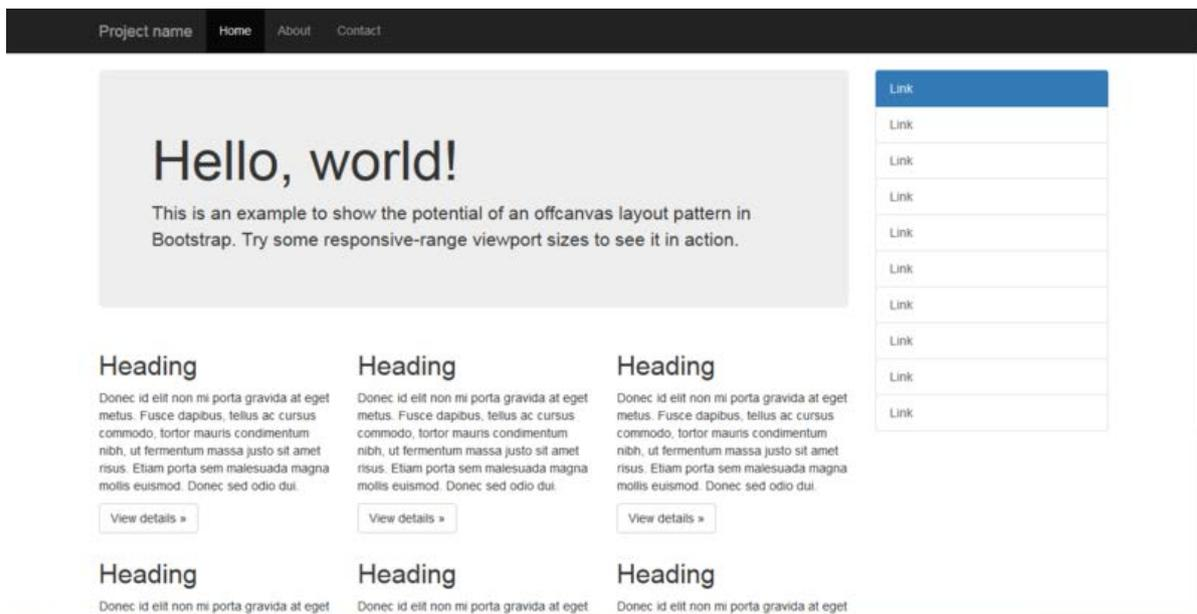 Project name Home About Contact
Hello, world!
This is an example to show the potential of an offcanvas layout pattern in
Bootstrap. Try some responsive-range viewport sizes to see it in action.
Heading
Donec id elit non mi porta gravida at eget
metus. Fusce dapibus, tellus ac cursus
commodo, tortor mauris condimentum
nibh, ut fermentum massa justo sit amet
risus. Etiam porta sem malesuada magna
mollis euismod. Donec sed odio dui.
View details »
Heading
Donec id elit non mi porta gravida at eget
metus. Fusce dapibus, tellus ac cursus
commodo, tortor mauris condimentum
nibh, ut fermentum massa justo sit amet
risus. Etiam porta sem malesuada magna
mollis euismod. Donec sed odio dui.
View details »
Heading
Donec id elit non mi porta gravida at eget
metus. Fusce dapibus, tellus ac cursus
commodo, tortor mauris condimentum
nibh, ut fermentum massa justo sit amet
risus. Etiam porta sem malesuada magna
mollis euismod. Donec sed odio dui.
View details »
Heading
Donec id elit non mi porta gravida at eget
Heading
Donec id elit non mi porta gravida at eget
Heading
Donec id elit non mi porta gravida at eget
Link
Link
Link
Link
Link
Link
Link
Link
Link
Link